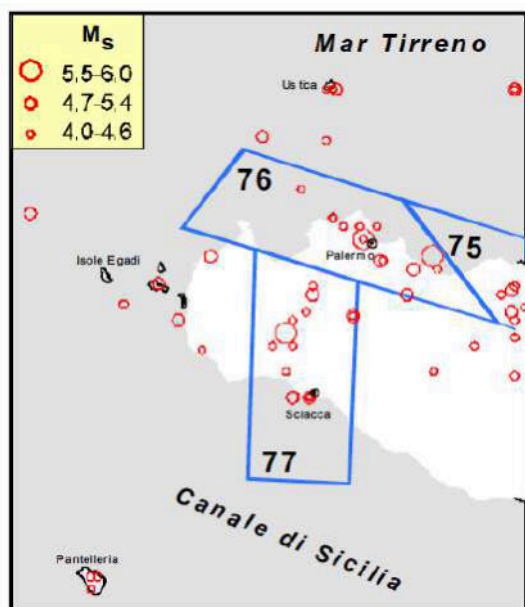 Ms
5,5-6,0
4,7-5,4
4,0-4,6
Mar Tirreno
Ustica
76
75
Palermo
Isole Egadi
Sciacca
77
Canale di Sicilia
Pantelleria